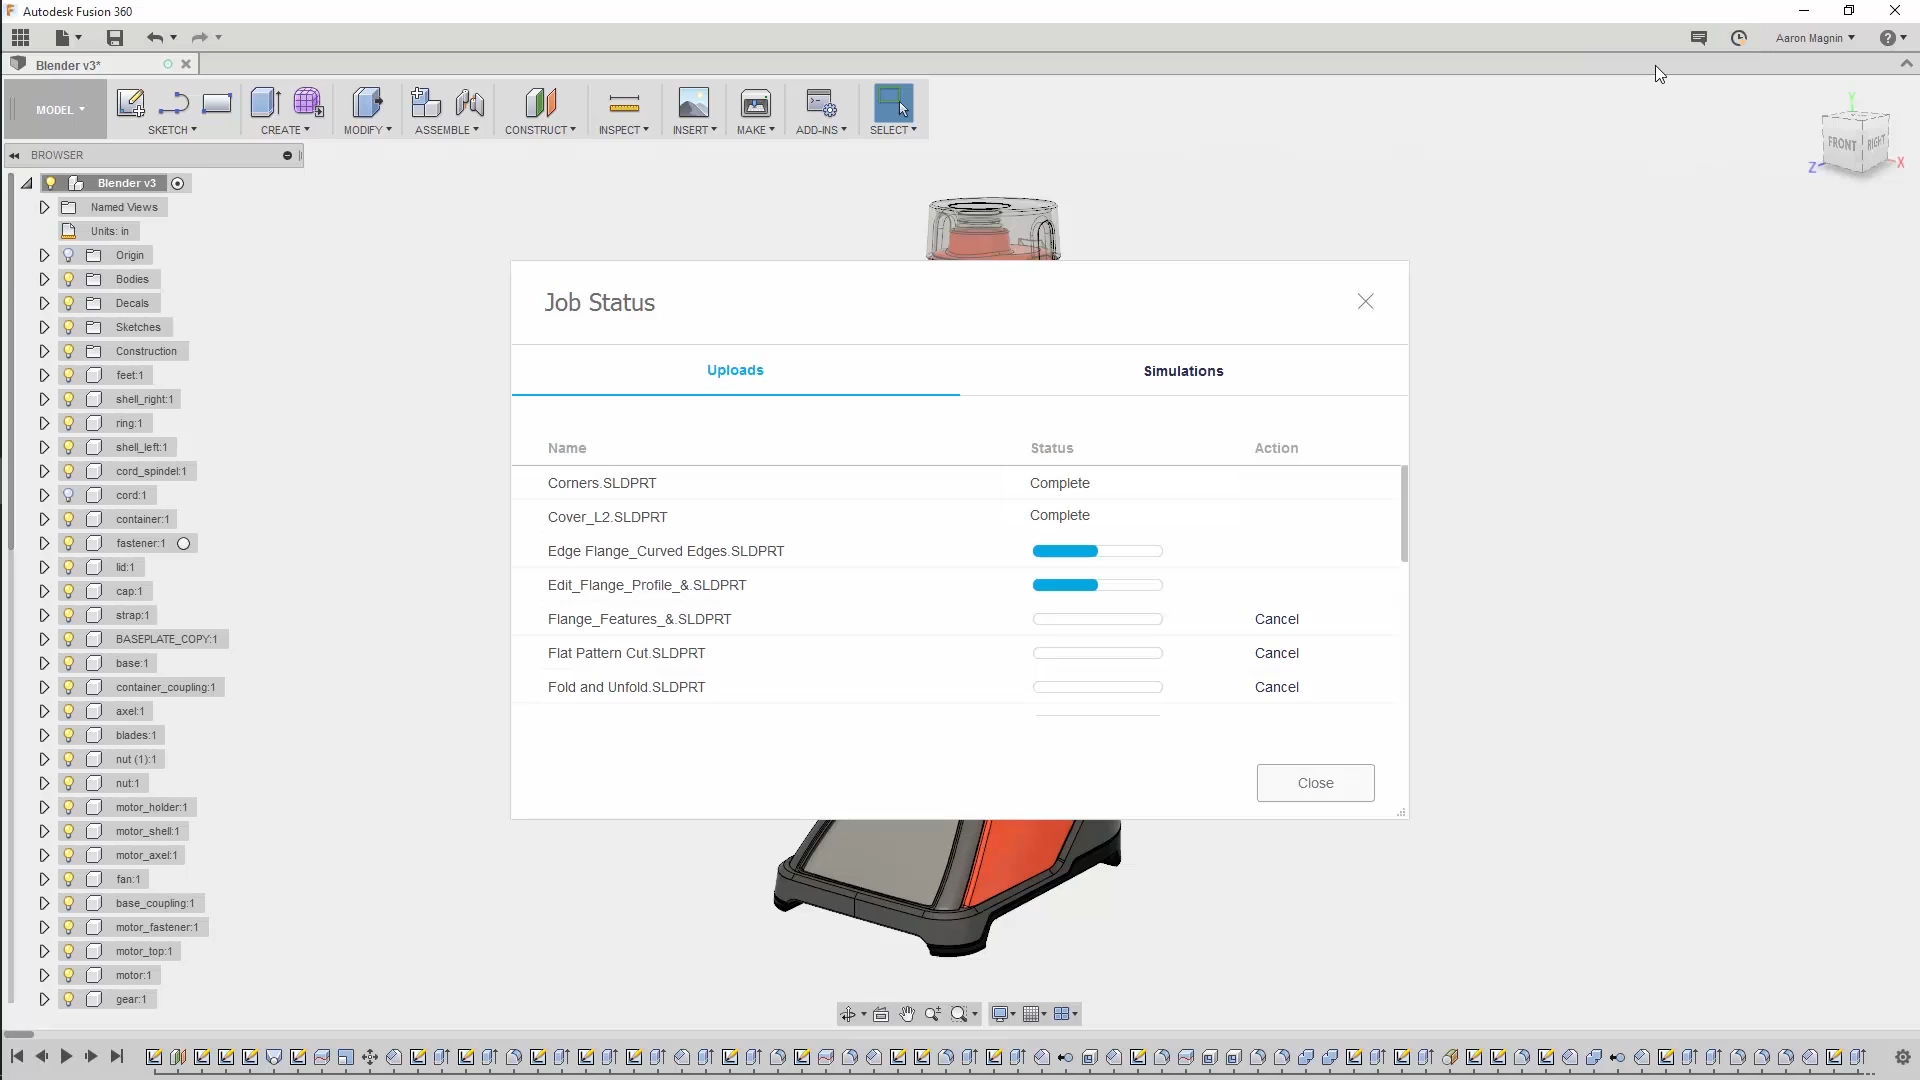 Autodesk Fusion 360
Aaron Magnin
Blender v3*
MODEL
SKETCH
CREATE
MODIFY
ASSEMBLE
CONSTRUCT
INSPECT
INSERT
MAKE
ADD-INS
SELECT
Y
FRONT
RIGHT
Z
X
BROWSER
Blender v3
Named Views
Units: in
Origin
Bodies
Decals
Sketches
Construction
feet:1
shell_right:1
ring:1
shell_left:1
cord_spindel:1
cord:1
container:1
fastener:1
lid:1
cap:1
strap:1
BASEPLATE_COPY:1
base:1
container_coupling:1
axel:1
blades:1
nut (1):1
nut:1
motor_holder:1
motor_shell:1
motor_axel:1
fan:1
base_coupling:1
motor_fastener:1
motor_top:1
motor:1
gear:1
Job Status
Uploads
Simulations
Name Status Action
Corners.SLDPRT Complete
Cover_L2.SLDPRT Complete
Edge Flange_Curved Edges.SLDPRT
Edit_Flange_Profile_&.SLDPRT
Flange_Features_&.SLDPRT Cancel
Flat Pattern Cut.SLDPRT Cancel
Fold and Unfold.SLDPRT Cancel
Close